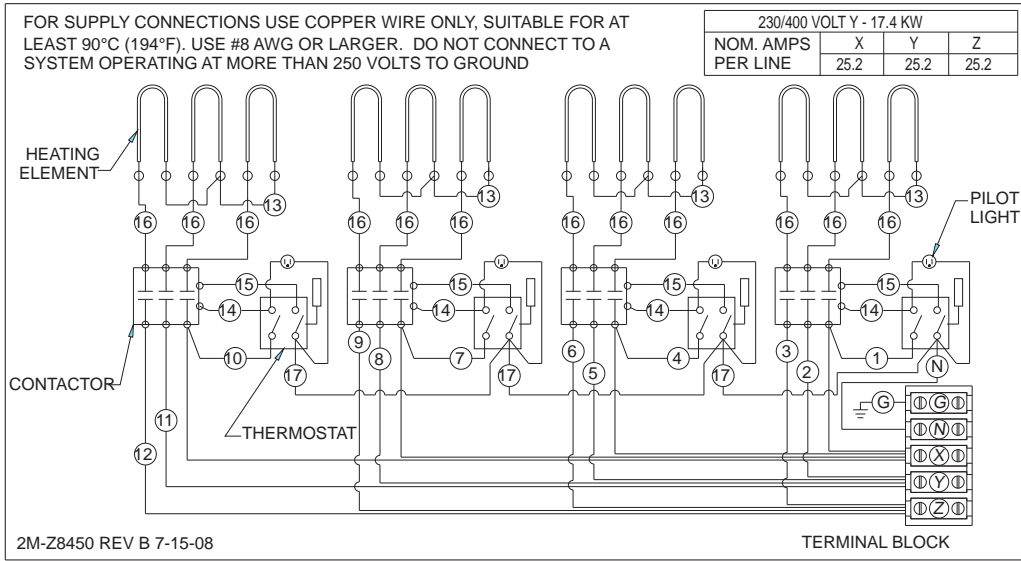 FOR SUPPLY CONNECTIONS USE COPPER WIRE ONLY, SUITABLE FOR AT
LEAST 90°C (194°F). USE #8 AWG OR LARGER. DO NOT CONNECT TO A
SYSTEM OPERATING AT MORE THAN 250 VOLTS TO GROUND
230/400 VOLT Y - 17.4 KW
NOM. AMPS X Y Z
PER LINE 25.2 25.2 25.2
HEATING
ELEMENT
13 13 13 13
PILOT
LIGHT
16 16 16 16 16 16 16 16 16 16 16 16
15 15 15 15
14 14 14 14
10 9 8 7 6 5 4 3 2 1 N
17 17 17
CONTACTOR
THERMOSTAT
11
12
G G
N
X
Y
Z
2M-Z8450 REV B 7-15-08
TERMINAL BLOCK